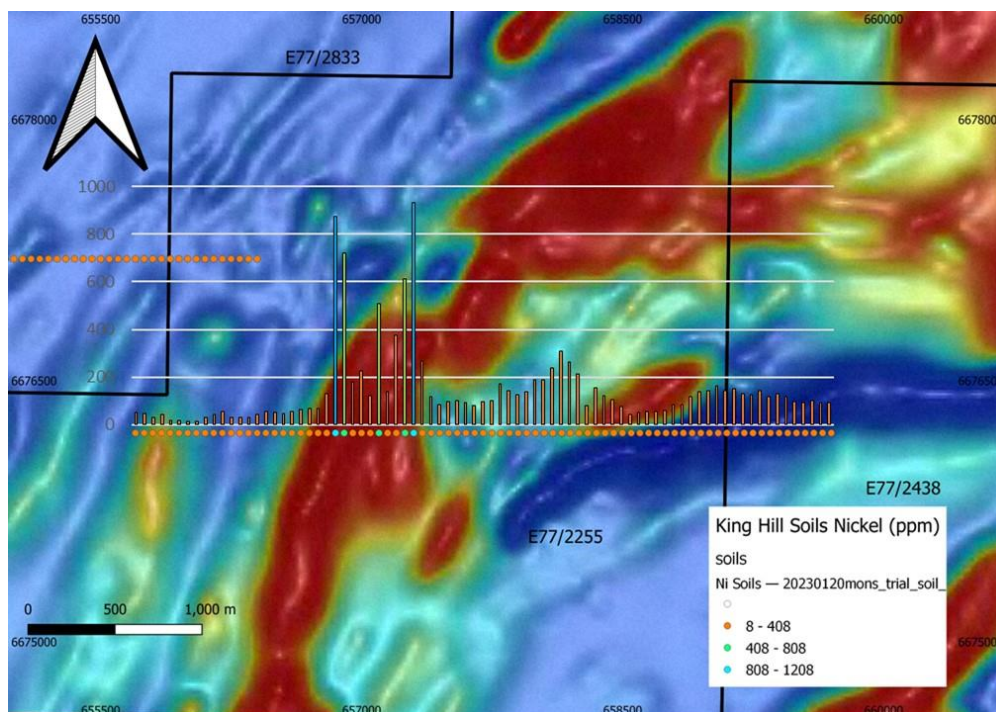 655500 657000 658500 660000
E77/2833
6678000 6678000
1000
800
600
400
200
0
6676500 6676500
E77/2438
E77/2255
King Hill Soils Nickel (ppm)
soils
Ni Soils — 20230120mons_trial_soil_
8 - 408
408 - 808
808 - 1208
0 500 1,000 m
6675000 667500
655500 657000 658500 660000